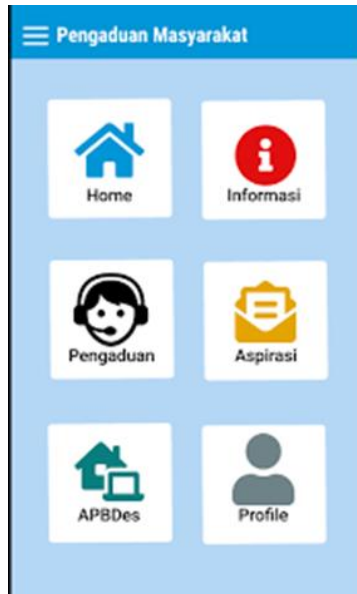 Pengaduan Masyarakat
Home
Informasi
Pengaduan
Aspirasi
APBDes
Profile